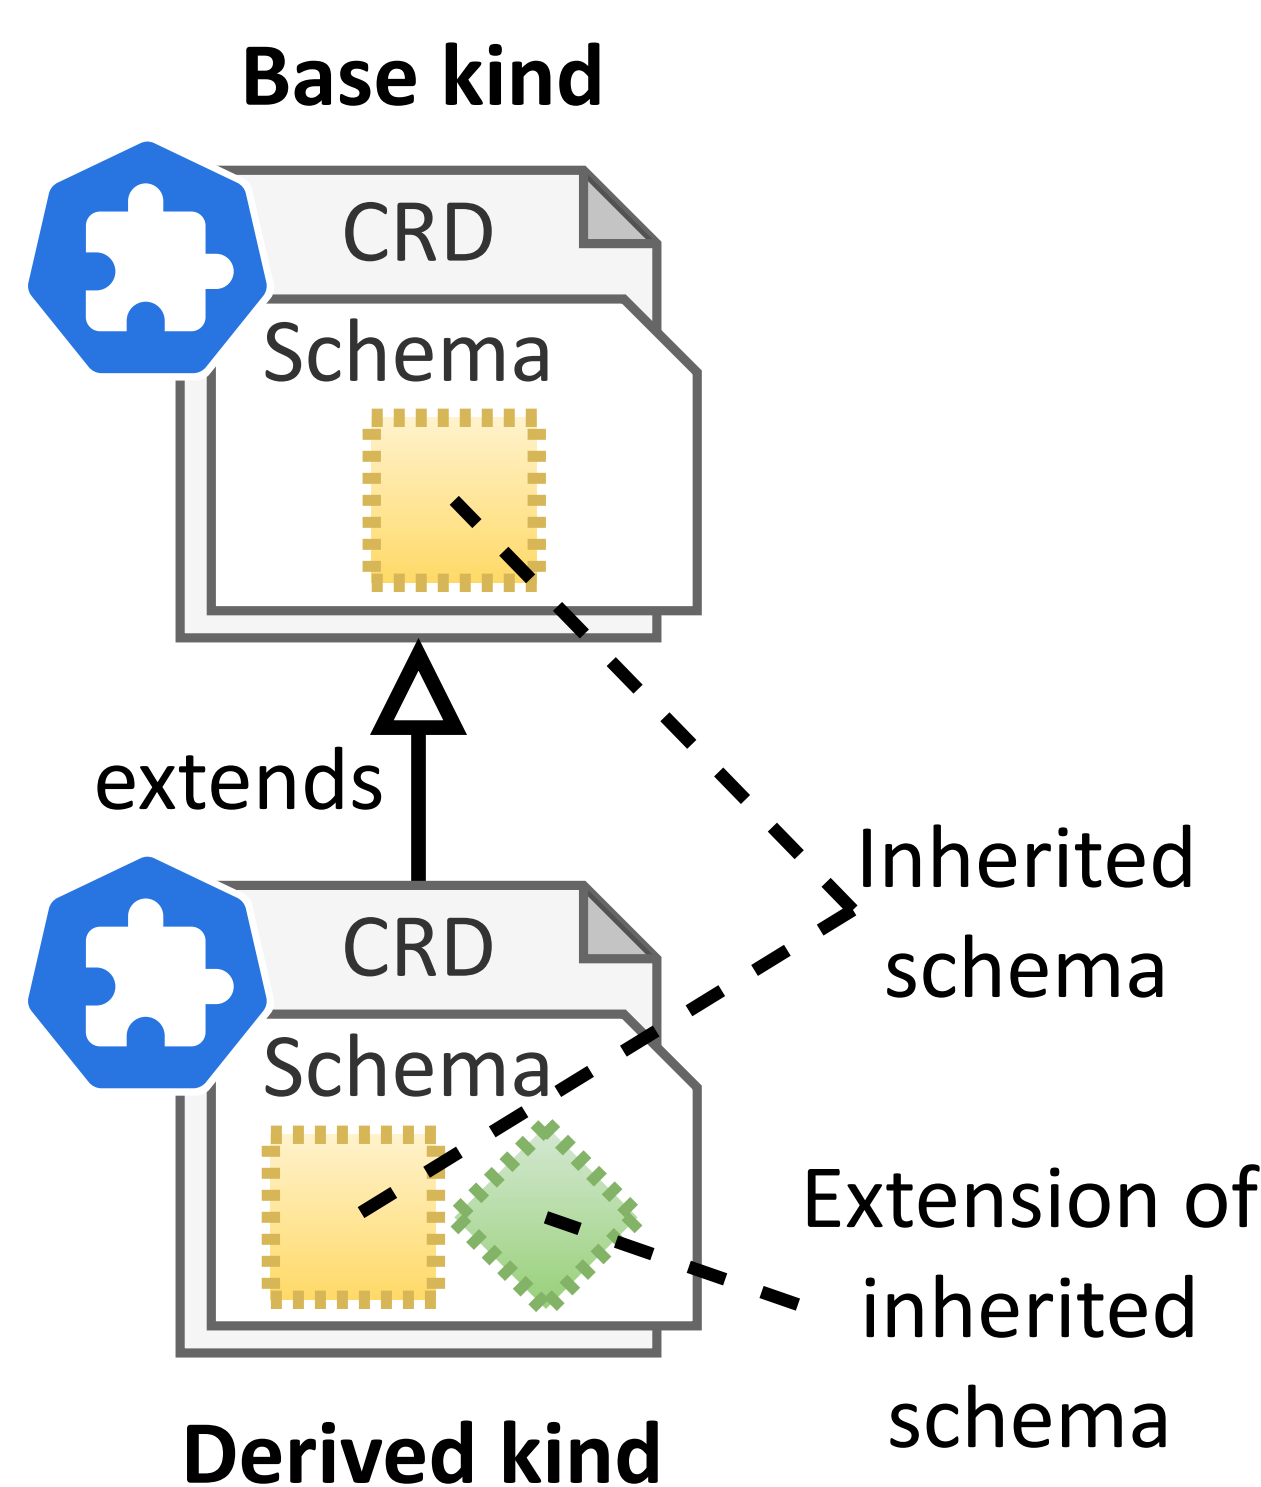 Base kind
CRD
Schema
extends
CRD
Schema
Inherited
schema
Extension of
inherited
schema
Derived kind